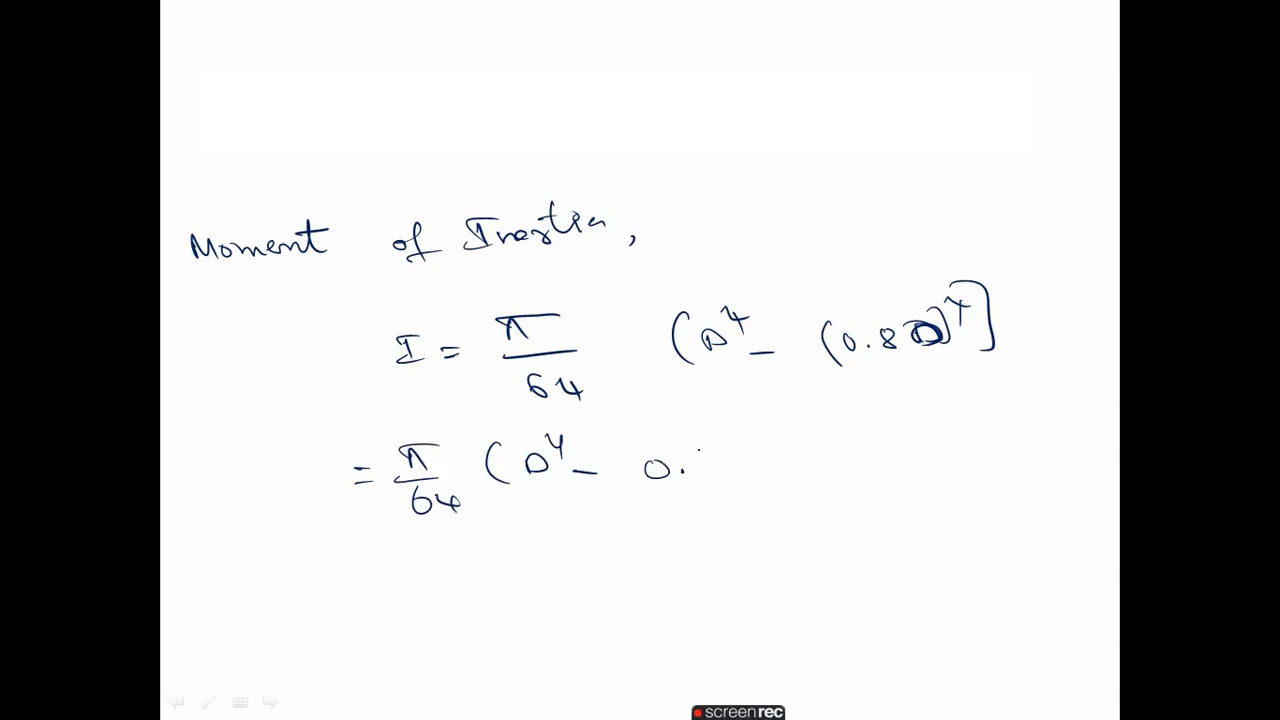 Moment of Inertia,
I = π/64 (D⁴ - (0.8D)⁴]
= π/64 (D⁴ - 0.
screenrec